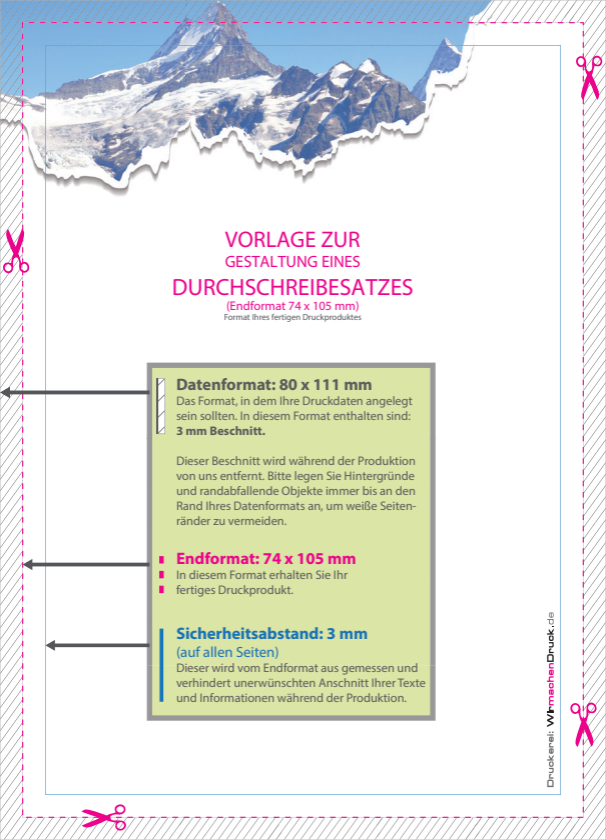 VORLAGE ZUR
GESTALTUNG EINES
DURCHSCHREIBESATZES
(Endformat 74 x 105 mm)
Format Ihres fertigen Druckproduktes
Datenformat: 80 x 111 mm
Das Format, in dem Ihre Druckdaten angelegt
sein sollten. In diesem Format enthalten sind:
3 mm Beschnitt.
Dieser Beschnitt wird während der Produktion
von uns entfernt. Bitte legen Sie Hintergründe
und randabfallende Objekte immer bis an den
Rand Ihres Datenformats an, um weiße Seiten-
ränder zu vermeiden.
Endformat: 74 x 105 mm
In diesem Format erhalten Sie Ihr
fertiges Druckprodukt.
Sicherheitsabstand: 3 mm
(auf allen Seiten)
Dieser wird vom Endformat aus gemessen und
verhindert unerwünschten Anschnitt Ihrer Texte
und Informationen während der Produktion.
Druckerei: WIRmachenDruck.de